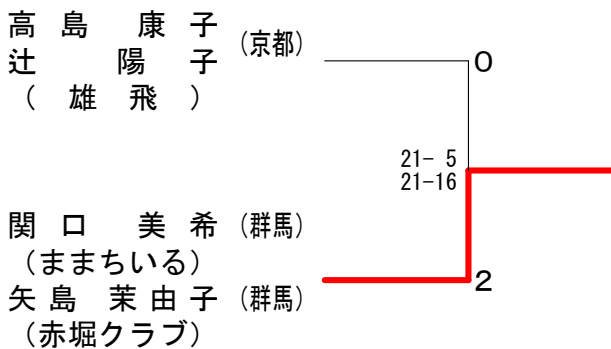 高島 康子 (京都)
辻 陽子
(雄飛)
0
21- 5
21-16
関口 美希 (群馬)
(ままちいる)
2
矢島 茉由子 (群馬)
(赤堀クラブ)